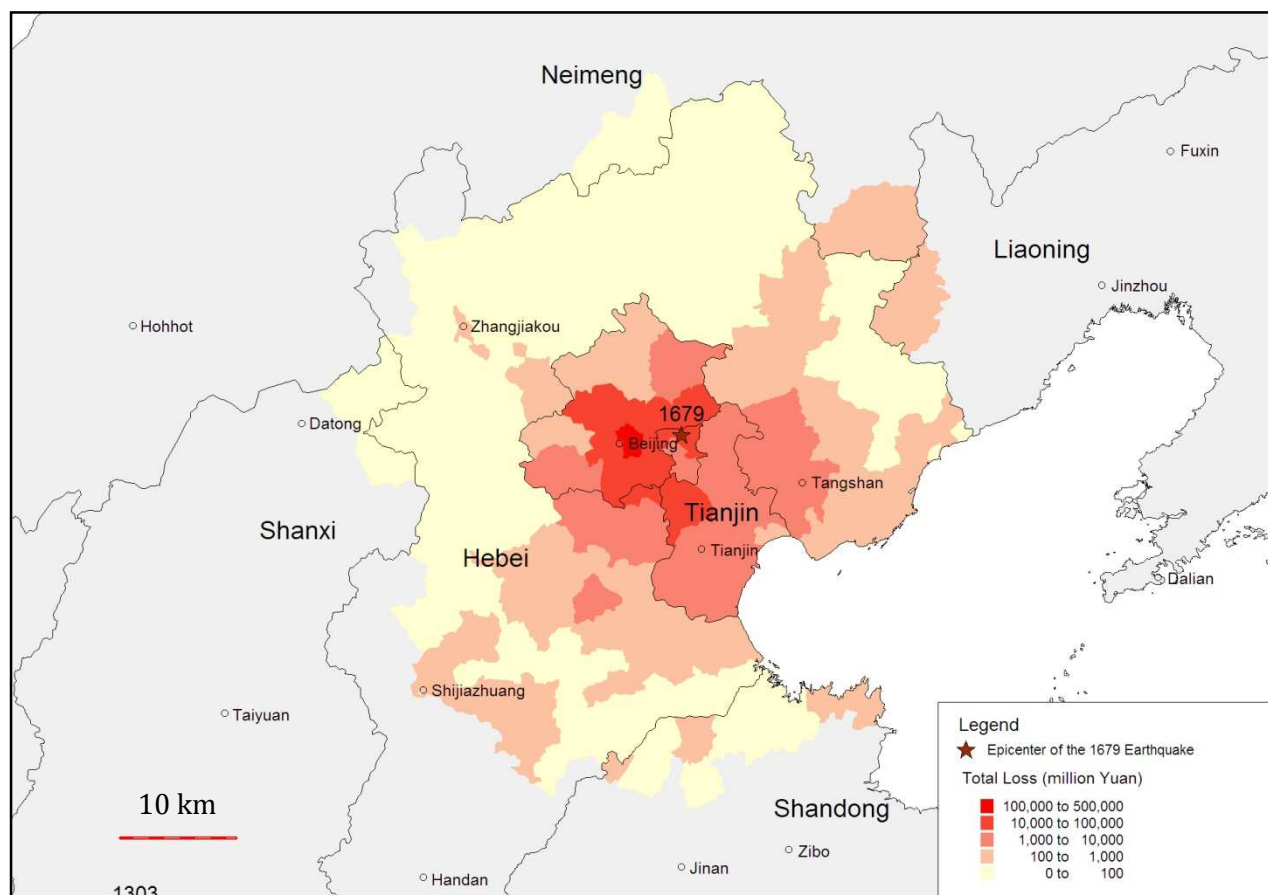 Neimeng
Fuxin
Liaoning
Jinzhou
Hohhot
Zhangjiakou
1679
Datong
Beijing
Tangshan
Tianjin
Shanxi
Hebei
Tianjin
Dalian
Shijiazhuang
Taiyuan
10 km
Shandong
Zibo
Jinan
Handan
1303
Legend
Epicenter of the 1679 Earthquake
Total Loss (million Yuan)
100,000 to 500,000
10,000 to 100,000
1,000 to 10,000
100 to 1,000
0 to 100